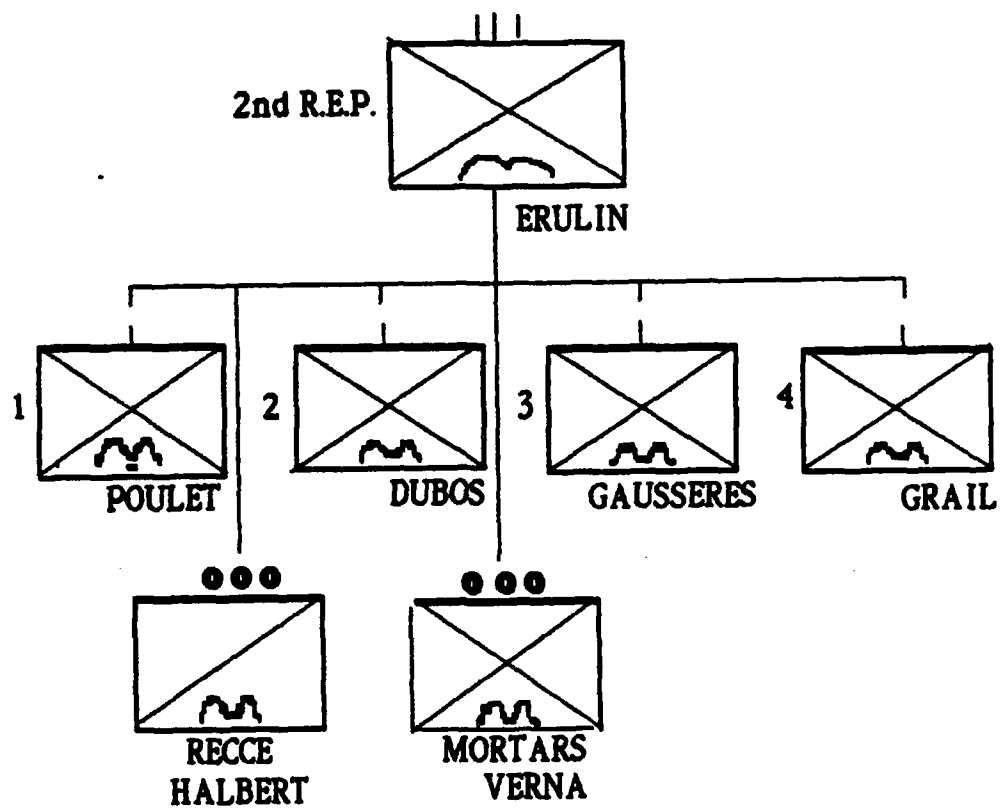 2nd R.E.P.
ERULIN
1
POULET
2
DUBOS
3
GAUSSERES
4
GRAIL
RECCE
HALBERT
MORTARS
VERNA